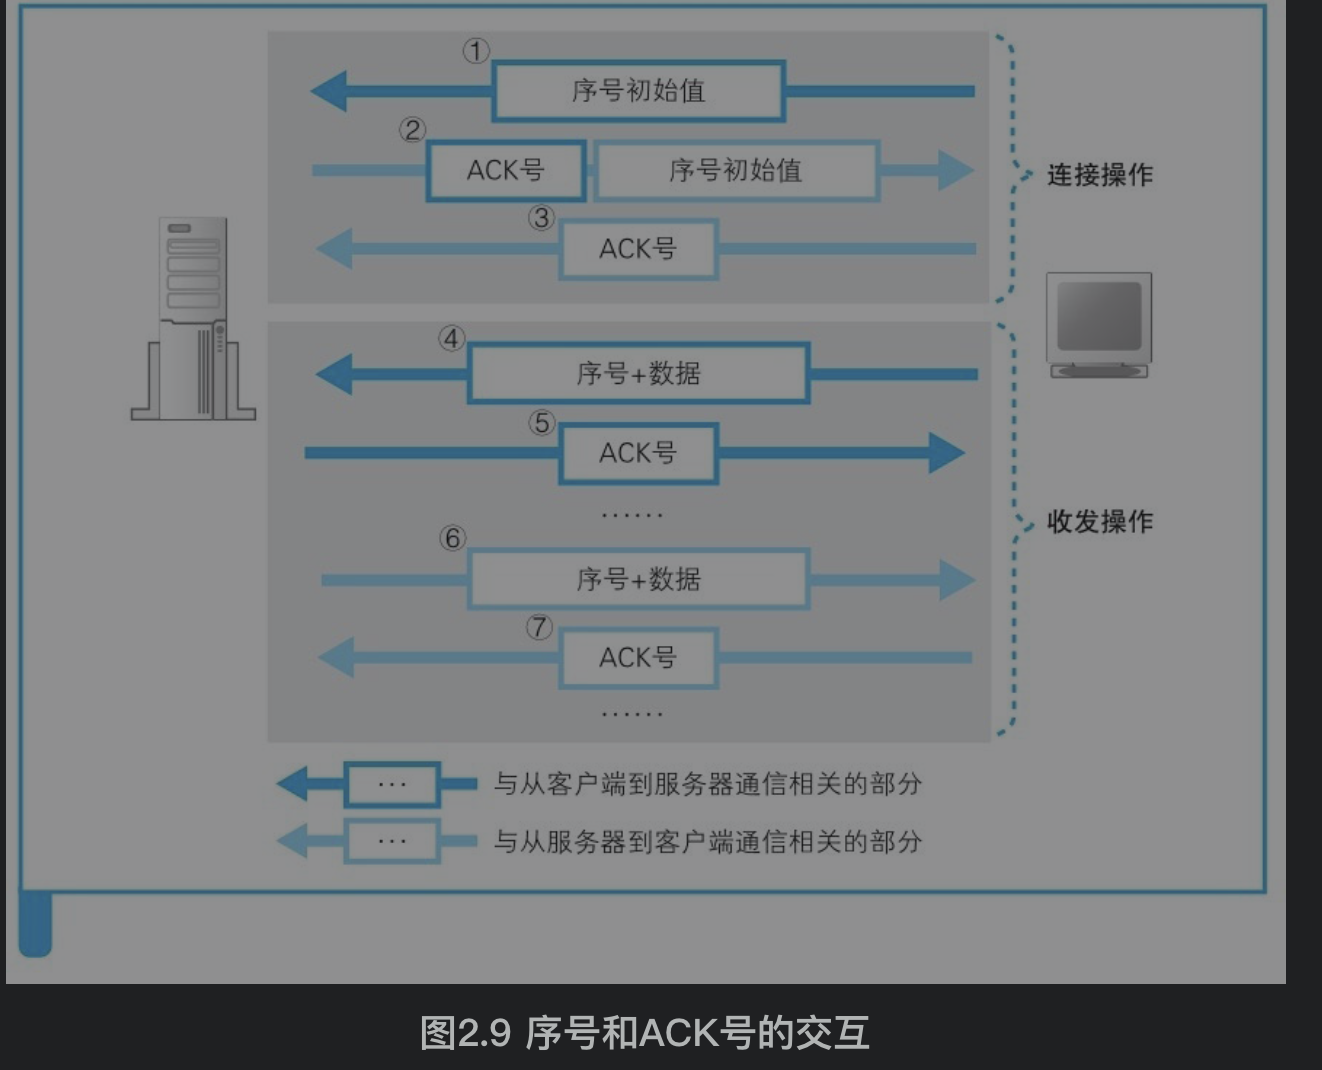 ①
序号初始值
②
ACK号 序号初始值
连接操作
③
ACK号
④
序号+数据
⑤
ACK号
……
收发操作
⑥
序号+数据
⑦
ACK号
……
… 与从客户端到服务器通信相关的部分
… 与从服务器到客户端通信相关的部分
图2.9 序号和ACK号的交互